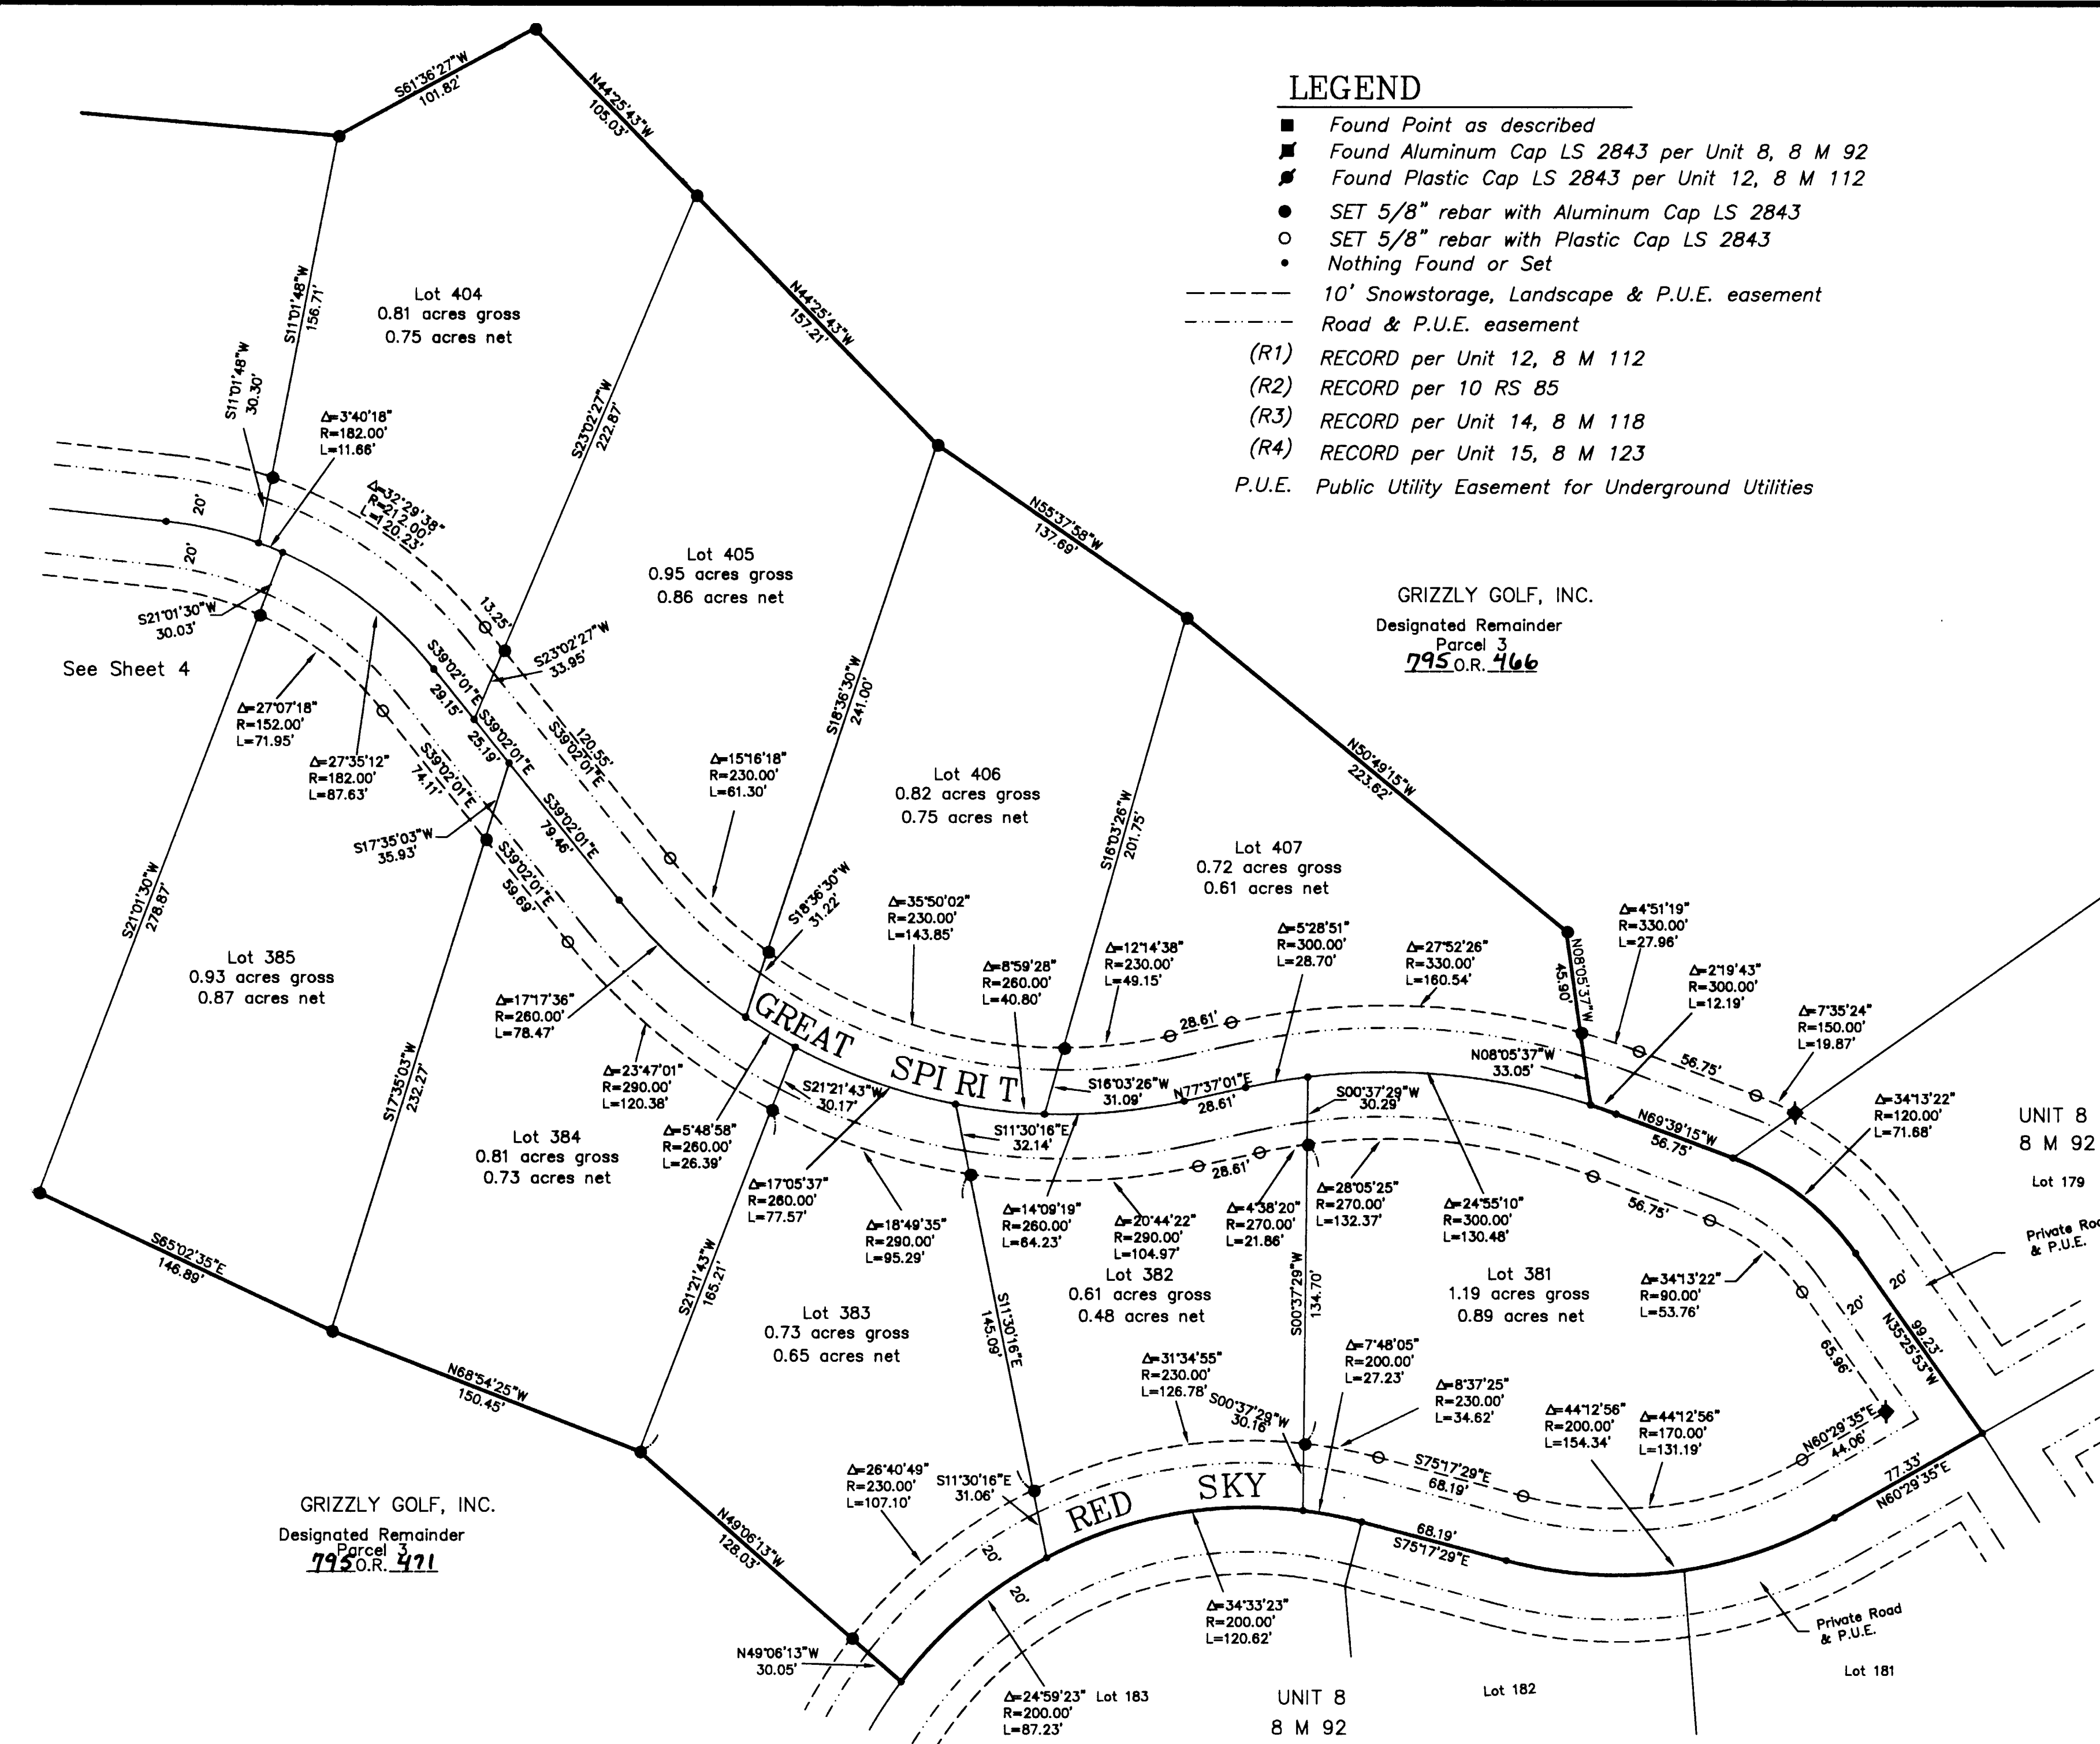 LEGEND
Found Point as described
Found Aluminum Cap LS 2843 per Unit 8, 8 M 92
Found Plastic Cap LS 2843 per Unit 12, 8 M 112
SET 5/8" rebar with Aluminum Cap LS 2843
SET 5/8" rebar with Plastic Cap LS 2843
Nothing Found or Set
10' Snowstorage, Landscape & P.U.E. easement
Road & P.U.E. easement
(R1) RECORD per Unit 12, 8 M 112
(R2) RECORD per 10 RS 85
(R3) RECORD per Unit 14, 8 M 118
(R4) RECORD per Unit 15, 8 M 123
P.U.E. Public Utility Easement for Underground Utilities
S61°36'27"W
101.82'
N44°25'43"W
105.03'
S11°01'48"W
156.71'
Lot 404
0.81 acres gross
0.75 acres net
N44°25'43"W
157.21'
S11°01'48"W
30.30'
Δ=3°40'18"
R=182.00'
L=11.66'
S23°02'27"W
222.87'
Δ=32°29'38"
R=212.00'
L=120.23'
20'
20'
Lot 405
0.95 acres gross
0.86 acres net
N55°37'58"W
137.69'
GRIZZLY GOLF, INC.
Designated Remainder
Parcel 3
795 O.R. 466
S21°01'30"W
30.03'
See Sheet 4
13.25'
S23°02'27"W
33.95'
S39°02'01"E
29.15'
S39°02'01"E
25.19'
Δ=27°07'18"
R=152.00'
L=71.95'
Δ=27°35'12"
R=182.00'
L=87.63'
S39°02'01"E
74.11'
120.55'
S39°02'01"E
S18°36'30"W
241.00'
Δ=15°16'18"
R=230.00'
L=61.30'
Lot 406
0.82 acres gross
0.75 acres net
N50°49'15"W
223.62'
S39°02'01"E
79.46'
S17°35'03"W
35.93'
S39°02'01"E
59.69'
S16°03'26"W
201.75'
Lot 407
0.72 acres gross
0.61 acres net
S21°01'30"W
278.87'
S18°36'30"W
31.22'
Δ=35°50'02"
R=230.00'
L=143.85'
Δ=12°14'38"
R=230.00'
L=49.15'
Δ=5°28'51"
R=300.00'
L=28.70'
Δ=27°52'26"
R=330.00'
L=160.54'
N08°05'37"W
45.90'
Δ=4°51'19"
R=330.00'
L=27.96'
Lot 385
0.93 acres gross
0.87 acres net
Δ=8°59'28"
R=260.00'
L=40.80'
Δ=2°19'43"
R=300.00'
L=12.19'
Δ=7°35'24"
R=150.00'
L=19.87'
Δ=17°17'36"
R=260.00'
L=78.47'
GREAT SPIRIT
28.61'
N08°05'37"W
33.05'
56.75'
S17°35'03"W
232.27'
Δ=23°47'01"
R=290.00'
L=120.38'
S21°21'43"W
30.17'
S16°03'26"W
31.09'
N77°37'01"E
28.61'
S00°37'29"W
30.29'
N69°39'15"W
56.75'
Δ=34°13'22"
R=120.00'
L=71.68'
UNIT 8
8 M 92
Lot 179
Lot 384
0.81 acres gross
0.73 acres net
Δ=5°48'58"
R=260.00'
L=26.39'
S11°30'16"E
32.14'
28.61'
Δ=17°05'37"
R=260.00'
L=77.57'
Δ=18°49'35"
R=290.00'
L=95.29'
Δ=14°09'19"
R=260.00'
L=64.23'
Δ=20°44'22"
R=290.00'
L=104.97'
Δ=4°38'20"
R=270.00'
L=21.86'
Δ=28°05'25"
R=270.00'
L=132.37'
Δ=24°55'10"
R=300.00'
L=130.48'
56.75'
Private Roa
& P.U.E.
S65°02'35"E
146.89'
S21°21'43"W
165.21'
Lot 383
0.73 acres gross
0.65 acres net
S11°30'16"E
145.09'
Lot 382
0.61 acres gross
0.48 acres net
S00°37'29"W
134.70'
Lot 381
1.19 acres gross
0.89 acres net
Δ=34°13'22"
R=90.00'
L=53.76'
20'
20'
99.23'
N35°25'53"W
65.96'
N68°54'25"W
150.45'
Δ=31°34'55"
R=230.00'
L=126.78'
Δ=7°48'05"
R=200.00'
L=27.23'
Δ=8°37'25"
R=230.00'
L=34.62'
S00°37'29"W
30.16'
Δ=44°12'56"
R=200.00'
L=154.34'
Δ=44°12'56"
R=170.00'
L=131.19'
N60°29'35"E
44.06'
Δ=26°40'49"
R=230.00'
L=107.10'
S11°30'16"E
31.06'
RED SKY
S75°17'29"E
68.19'
77.33'
N60°29'35"E
GRIZZLY GOLF, INC.
Designated Remainder
Parcel 3
795 O.R. 471
N49°06'13"W
128.03'
20'
20'
68.19'
S75°17'29"E
Δ=34°33'23"
R=200.00'
L=120.62'
Private Road
& P.U.E.
N49°06'13"W
30.05'
Δ=24°59'23"
R=200.00'
L=87.23'
Lot 183
UNIT 8
8 M 92
Lot 182
Lot 181